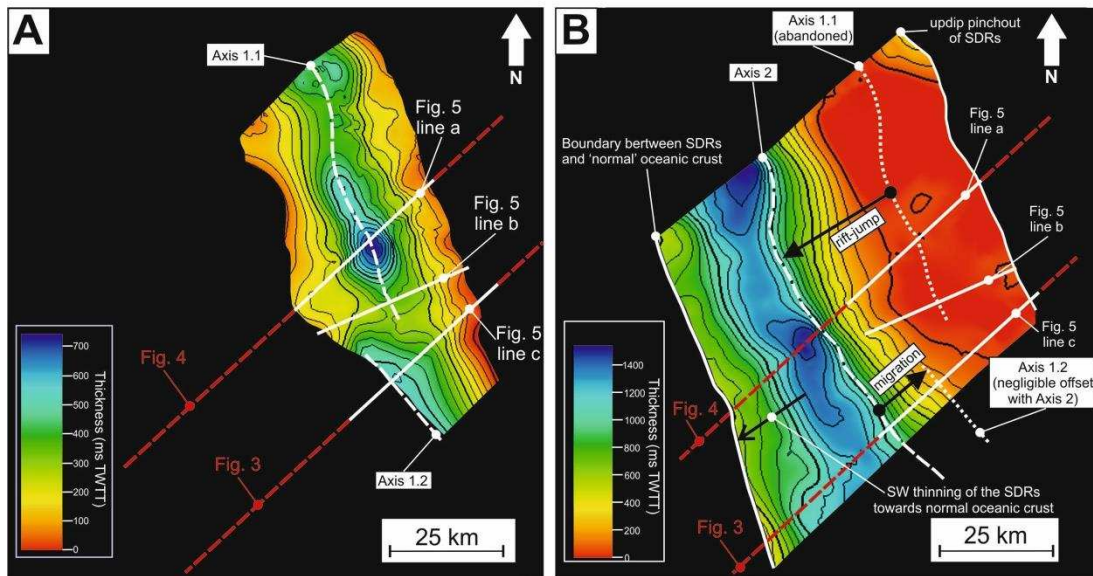 A
Axis 1.1
N
Fig. 5
line a
Fig. 5
line b
Fig. 5
line c
Fig. 4
Fig. 3
Axis 1.2
Thickness (ms TWTT)
700
600
500
400
300
200
100
0
25 km
B
Axis 1.1
(abandoned)
updip pinchout
of SDRs
N
Axis 2
Fig. 5
line a
Boundary bertween SDRs
and ‘normal’ oceanic crust
Fig. 5
line b
rift-jump
Fig. 5
line c
migration
Axis 1.2
(negligible offset
with Axis 2)
Thickness (ms TWTT)
1400
1200
1000
800
600
400
200
0
Fig. 4
SW thinning of the SDRs
towards normal oceanic crust
Fig. 3
25 km